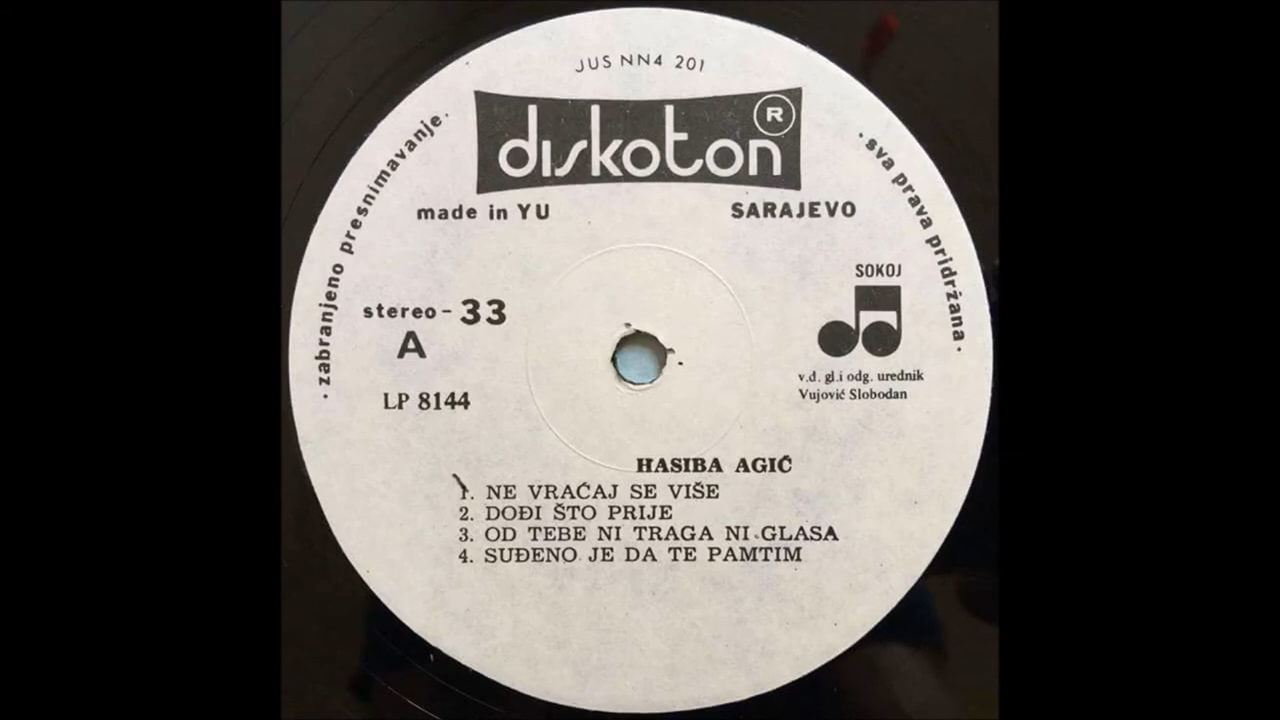 JUS NN4 201
diskoton
R
made in YU
SARAJEVO
· zabranjeno presnimavanje ·
· sva prava pridržana ·
stereo - 33
A
LP 8144
SOKOJ
v.d. gl.i odg. urednik
Vujović Slobodan
HASIBA AGIĆ
1. NE VRAĆAJ SE VIŠE
2. DOĐI ŠTO PRIJE
3. OD TEBE NI TRAGA NI GLASA
4. SUĐENO JE DA TE PAMTIM